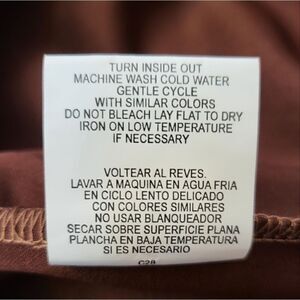 TURN INSIDE OUT
MACHINE WASH COLD WATER
GENTLE CYCLE
WITH SIMILAR COLORS
DO NOT BLEACH LAY FLAT TO DRY
IRON ON LOW TEMPERATURE
IF NECESSARY
VOLTEAR AL REVES.
LAVAR A MAQUINA EN AGUA FRIA
EN CICLO LENTO DELICADO
CON COLORES SIMILARES
NO USAR BLANQUEADOR
SECAR SOBRE SUPERFICIE PLANA
PLANCHA EN BAJA TEMPERATURA
SI ES NECESARIO